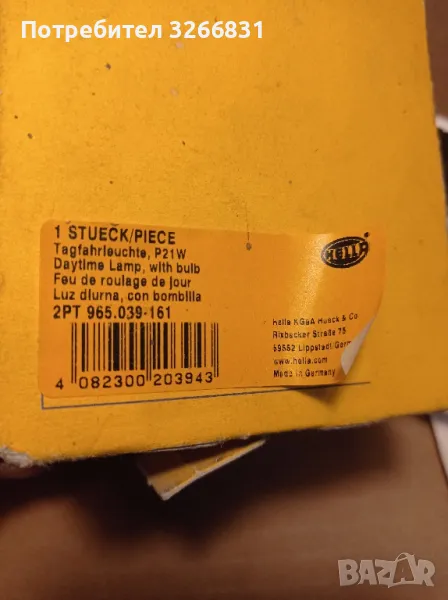 Потребител 3266831
1 STUECK/PIECE
Tagfahrleuchte, P21W
Daytime Lamp, with bulb
Feu de roulage de jour
Luz diurna, con bombilla
2PT 965.039-161
4 082300 203943
HELLA
Hella KGaA Hueck & Co
Rixbecker Straße 75
59552 Lippstadt/Germ
www.hella.com
Made in Germany
BAZAR